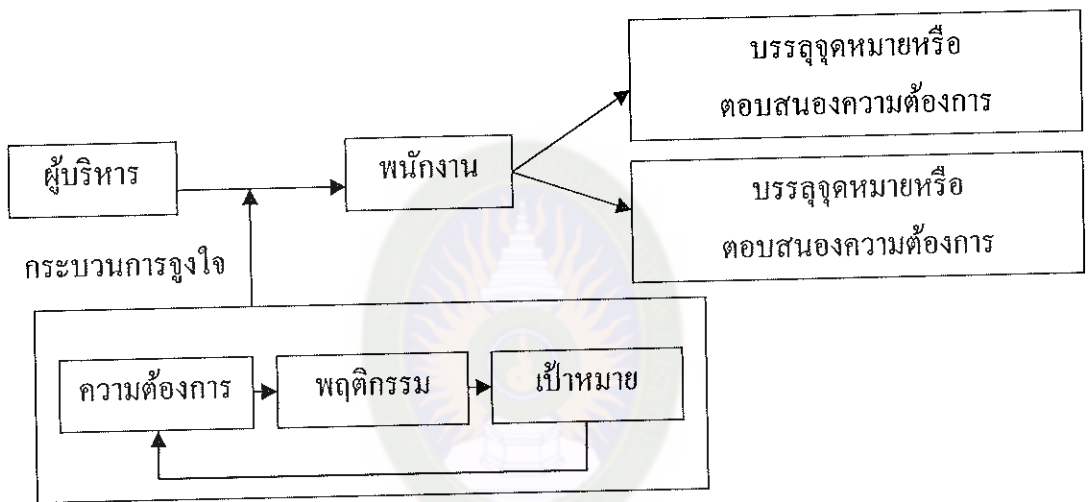 บรรลุจุดหมายหรือ
ตอบสนองความต้องการ
ผู้บริหาร
พนักงาน
บรรลุจุดหมายหรือ
ตอบสนองความต้องการ
กระบวนการจูงใจ
ความต้องการ
พฤติกรรม
เป้าหมาย